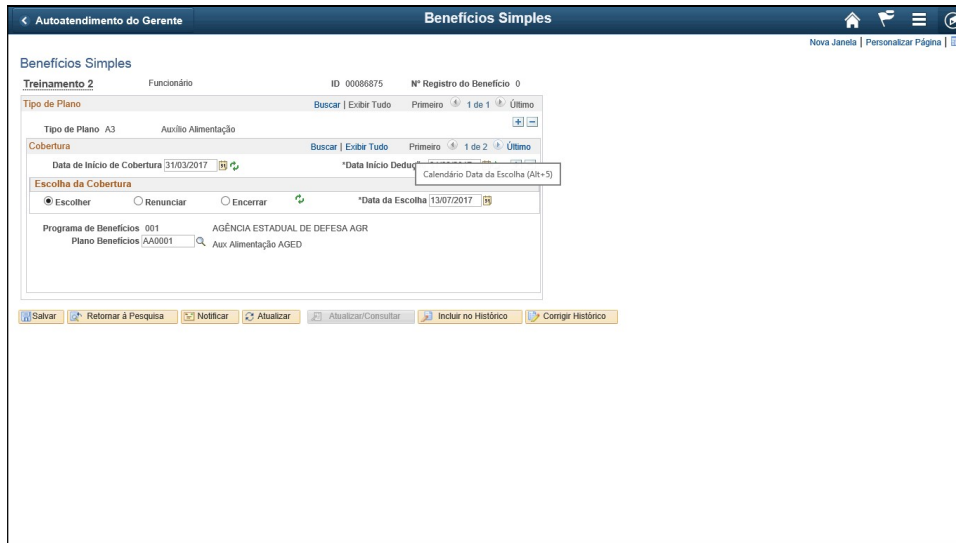 Autoatendimento do Gerente Benefícios Simples
Nova Janela | Personalizar Página |
Benefícios Simples
Treinamento 2 Funcionário ID 00086875 Nº Registro do Benefício 0
Tipo de Plano Buscar | Exibir Tudo Primeiro 1 de 1 Último
Tipo de Plano A3 Auxílio Alimentação
Cobertura Buscar | Exibir Tudo Primeiro 1 de 2 Último
Data de Início de Cobertura 31/03/2017 *Data Início
Calendário Data da Escolha (Alt+5)
Escolha da Cobertura
Escolher Renunciar Encerrar *Data da Escolha 13/07/2017
Programa de Benefícios 001 AGÊNCIA ESTADUAL DE DEFESA AGR
Plano Benefícios AA0001 Aux Alimentação AGED
Salvar Retornar à Pesquisa Notificar Atualizar Atualizar/Consultar Incluir no Histórico Corrigir Histórico